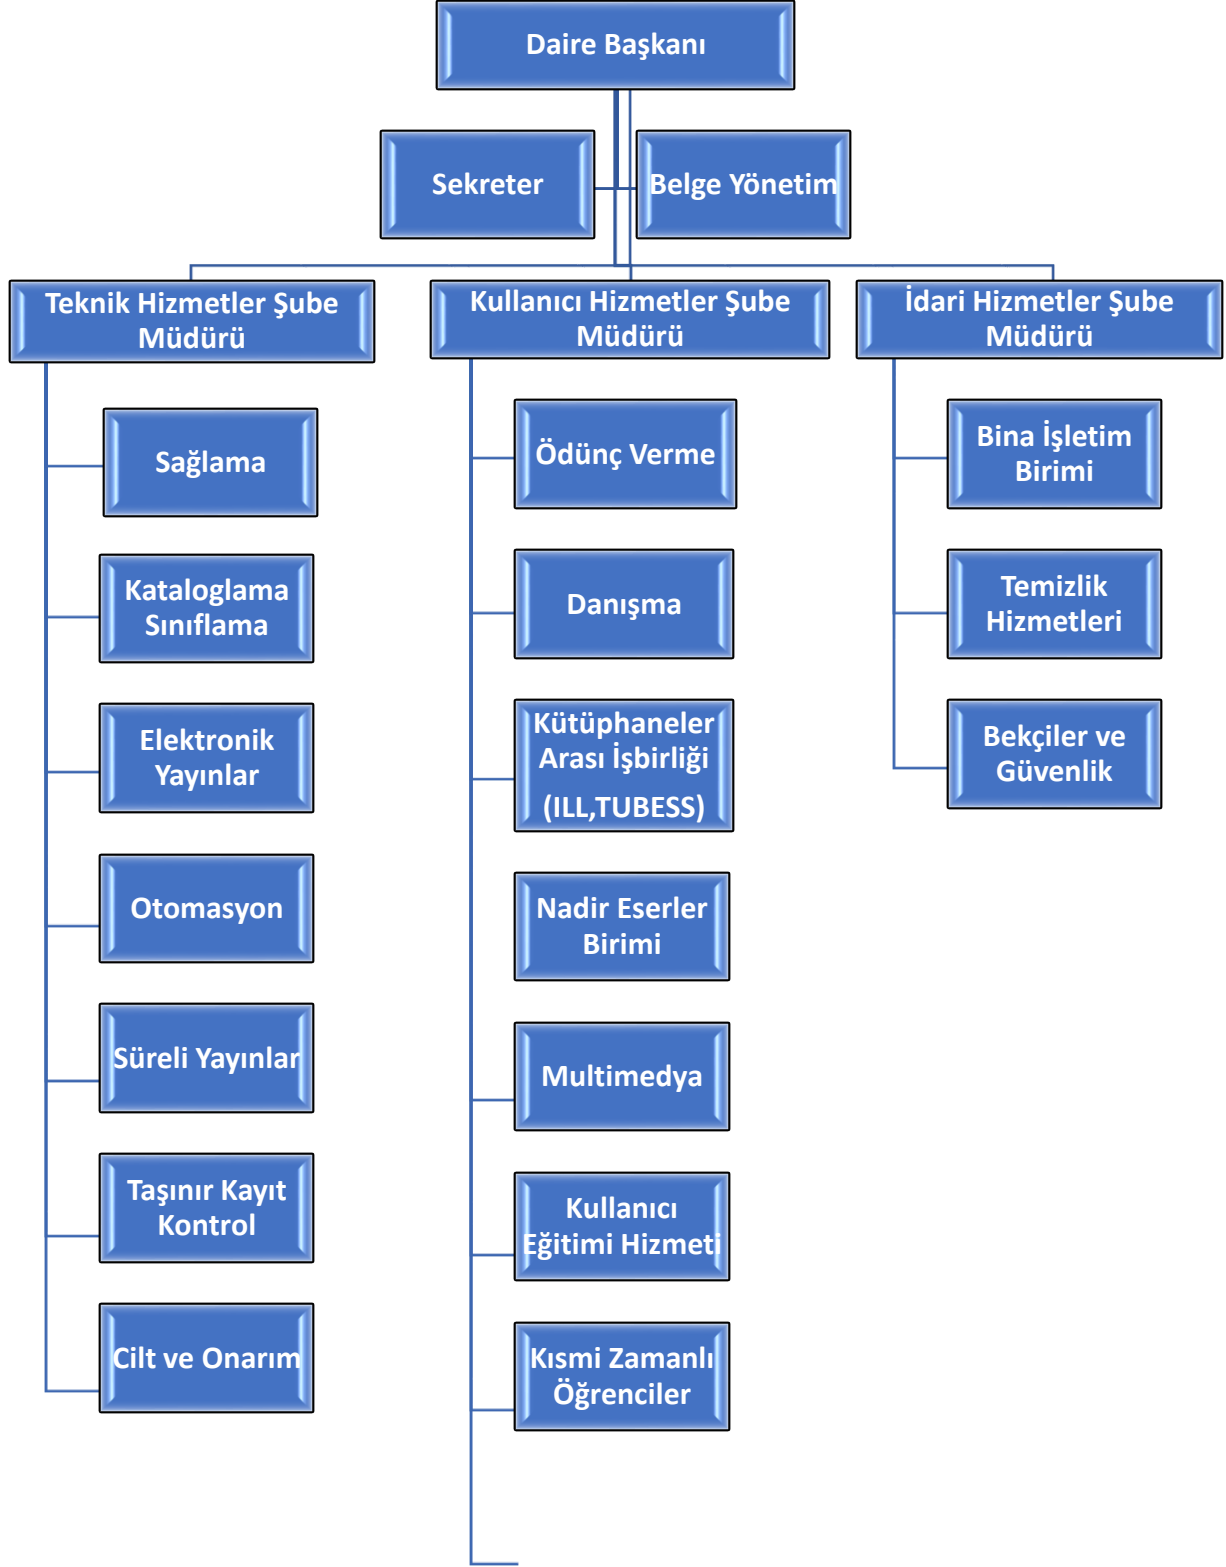 Daire Başkanı
Sekreter
Belge Yönetim
Teknik Hizmetler Şube
Müdürü
Sağlama
Kataloglama
Sınıflama
Elektronik
Yayınlar
Otomasyon
Süreli Yayınlar
Taşınır Kayıt
Kontrol
Cilt ve Onarım
Kullanıcı Hizmetler Şube
Müdürü
Ödünç Verme
Danışma
Kütüphaneler
Arası İşbirliği
(ILL,TUBESS)
Nadir Eserler
Birimi
Multimedya
Kullanıcı
Eğitimi Hizmeti
Kısmi Zamanlı
Öğrenciler
İdari Hizmetler Şube
Müdürü
Bina İşletim
Birimi
Temizlik
Hizmetleri
Bekçiler ve
Güvenlik